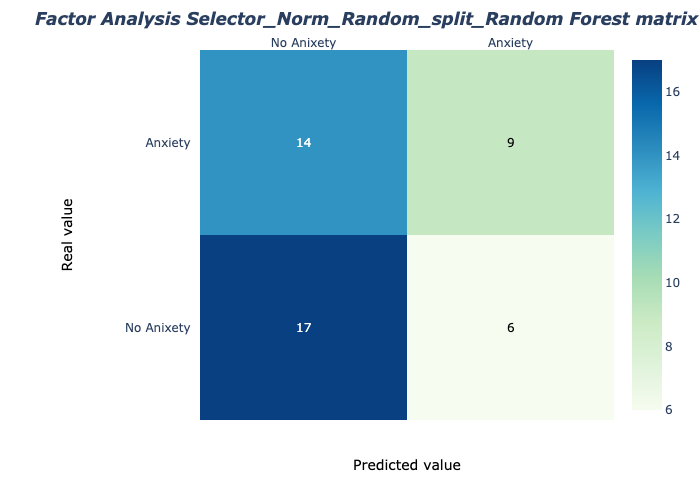 Factor Analysis Selector_Norm_Random_split_Random Forest matrix
No Anixety
Anxiety
Anxiety
14
9
16
14
12
Real value
10
No Anixety
17
6
8
6
Predicted value